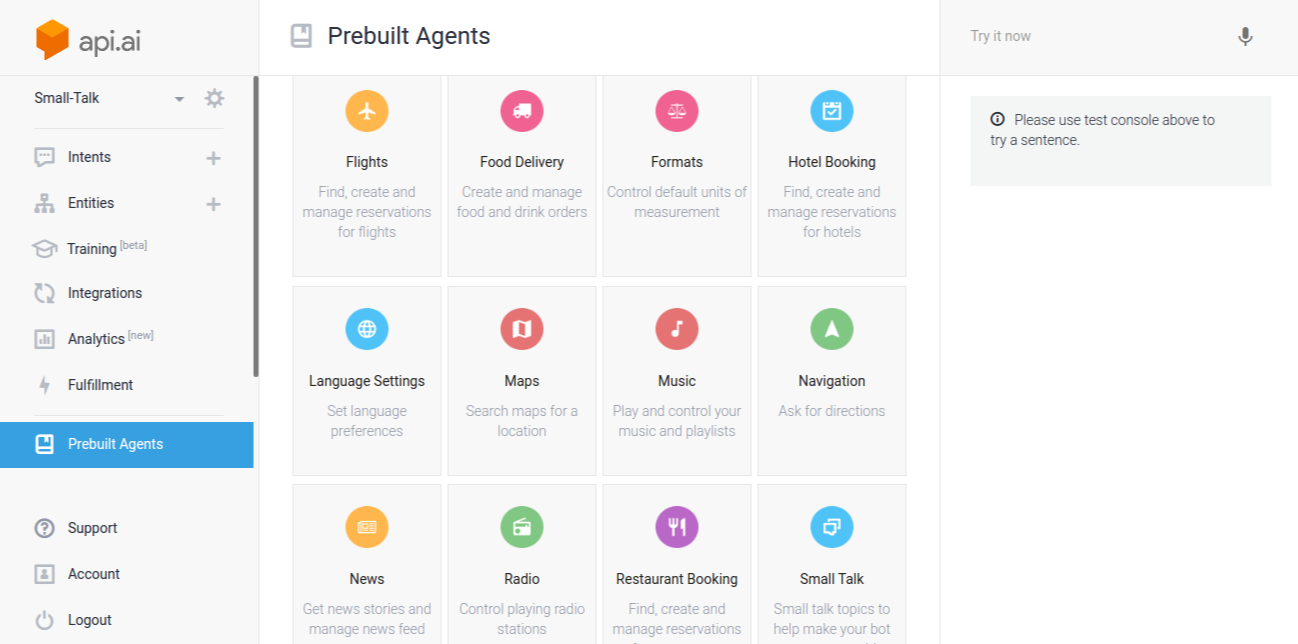 api.ai
Prebuilt Agents
Try it now
Small-Talk
Intents
Entities
Training [beta]
Integrations
Analytics [new]
Fulfillment
Prebuilt Agents
Support
Account
Logout
Flights
Find, create and
manage reservations
for flights
Food Delivery
Create and manage
food and drink orders
Formats
Control default units of
measurement
Hotel Booking
Find, create and
manage reservations
for hotels
Language Settings
Set language
preferences
Maps
Search maps for a
location
Music
Play and control your
music and playlists
Navigation
Ask for directions
News
Get news stories and
manage news feed
Radio
Control playing radio
stations
Restaurant Booking
Find, create and
manage reservations
Small Talk
Small talk topics to
help make your bot
Please use test console above to
try a sentence.